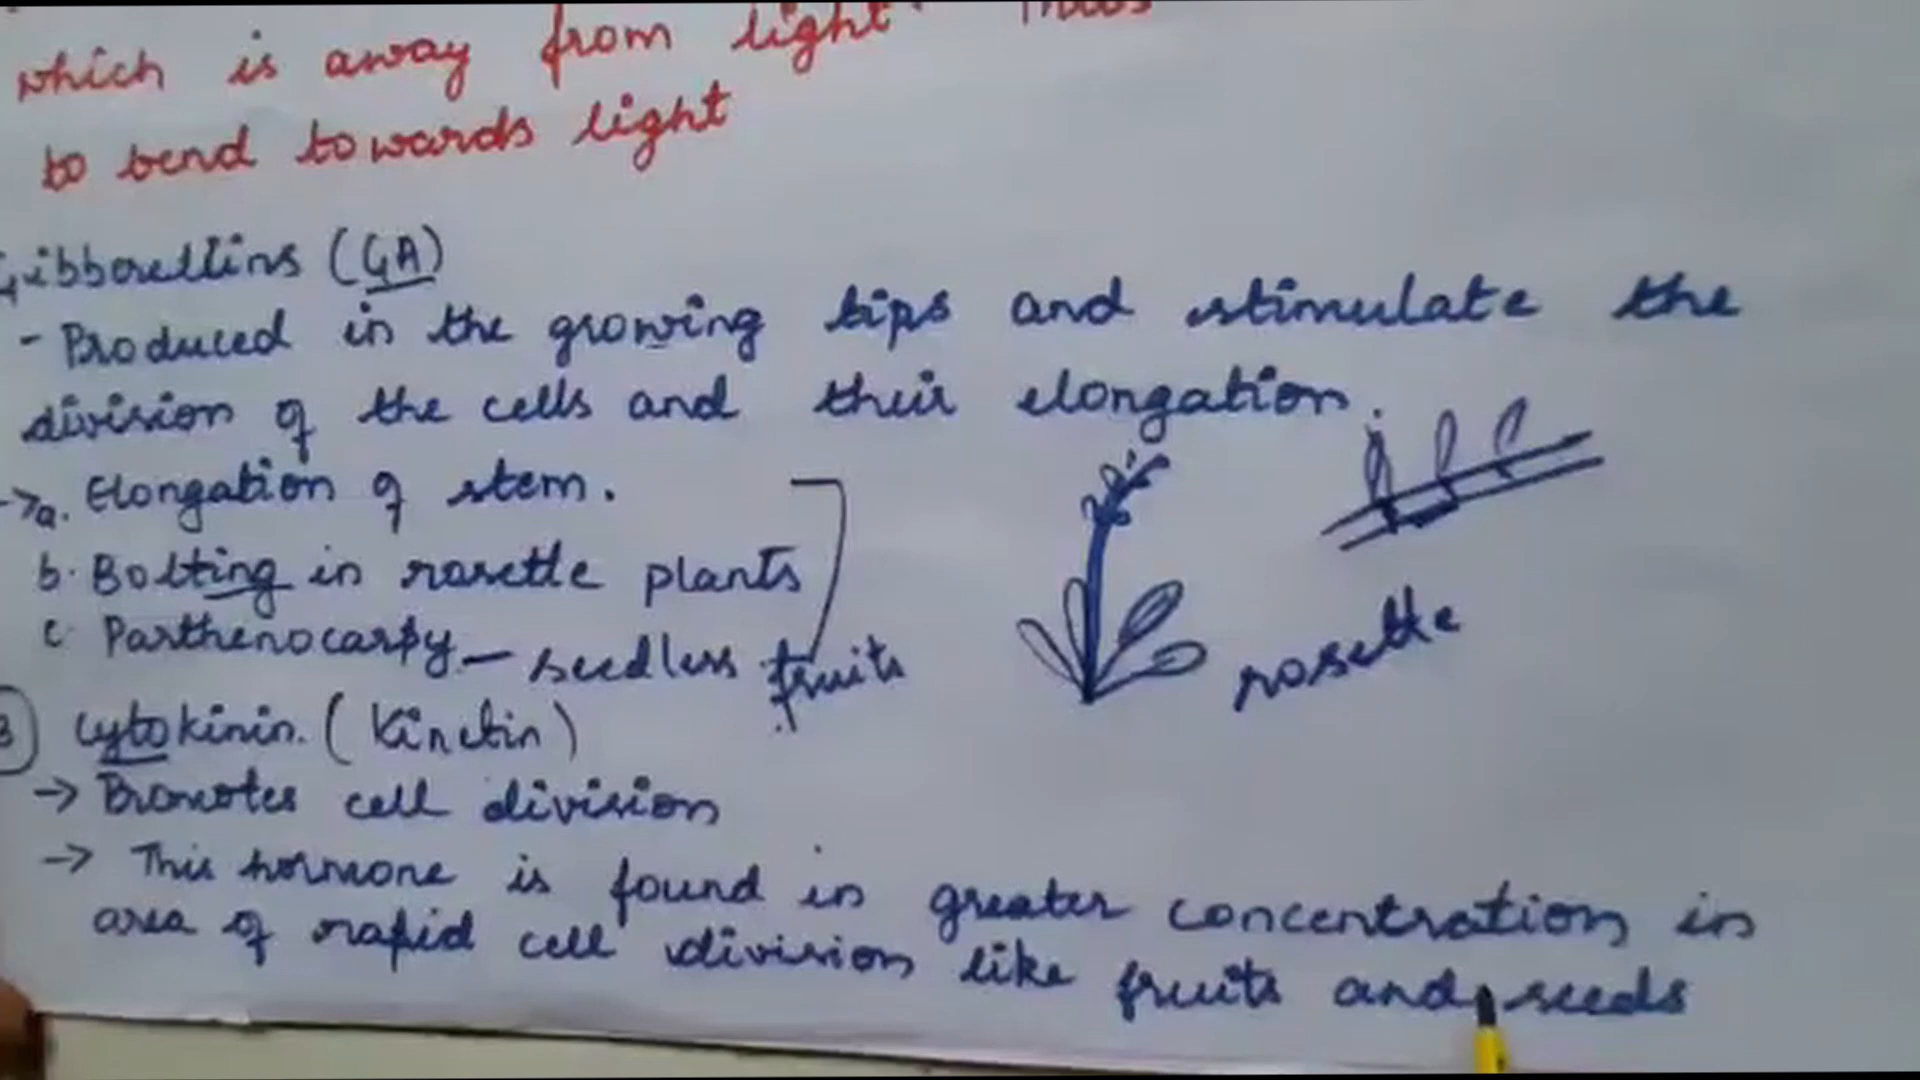 which is away from light
to bend towards light
Gibberellins (GA)
- Produced in the growing tips and stimulate the
division of the cells and their elongation.
→ a. Elongation of stem.
b. Bolting in rosette plants
c. Parthenocarpy - seedless fruits
rosette
3 Cytokinin. (Kinetin)
→ Promotes cell division
→ This hormone is found in greater concentration in
area of rapid cell division like fruits and seeds